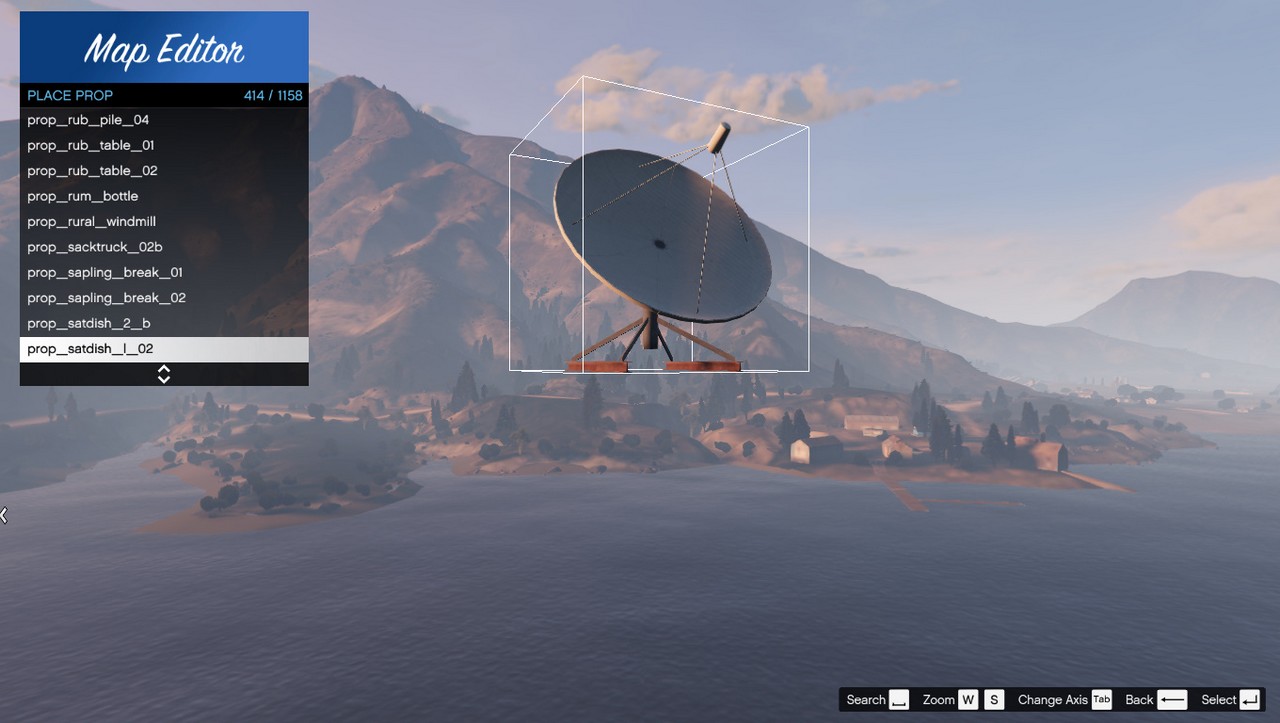 Map Editor
PLACE PROP 414 / 1158
prop_rub_pile_04
prop_rub_table_01
prop_rub_table_02
prop_rum_bottle
prop_rural_windmill
prop_sacktruck_02b
prop_sapling_break_01
prop_sapling_break_02
prop_satdish_2_b
prop_satdish_l_02
Search Zoom W S Change Axis Tab Back Select